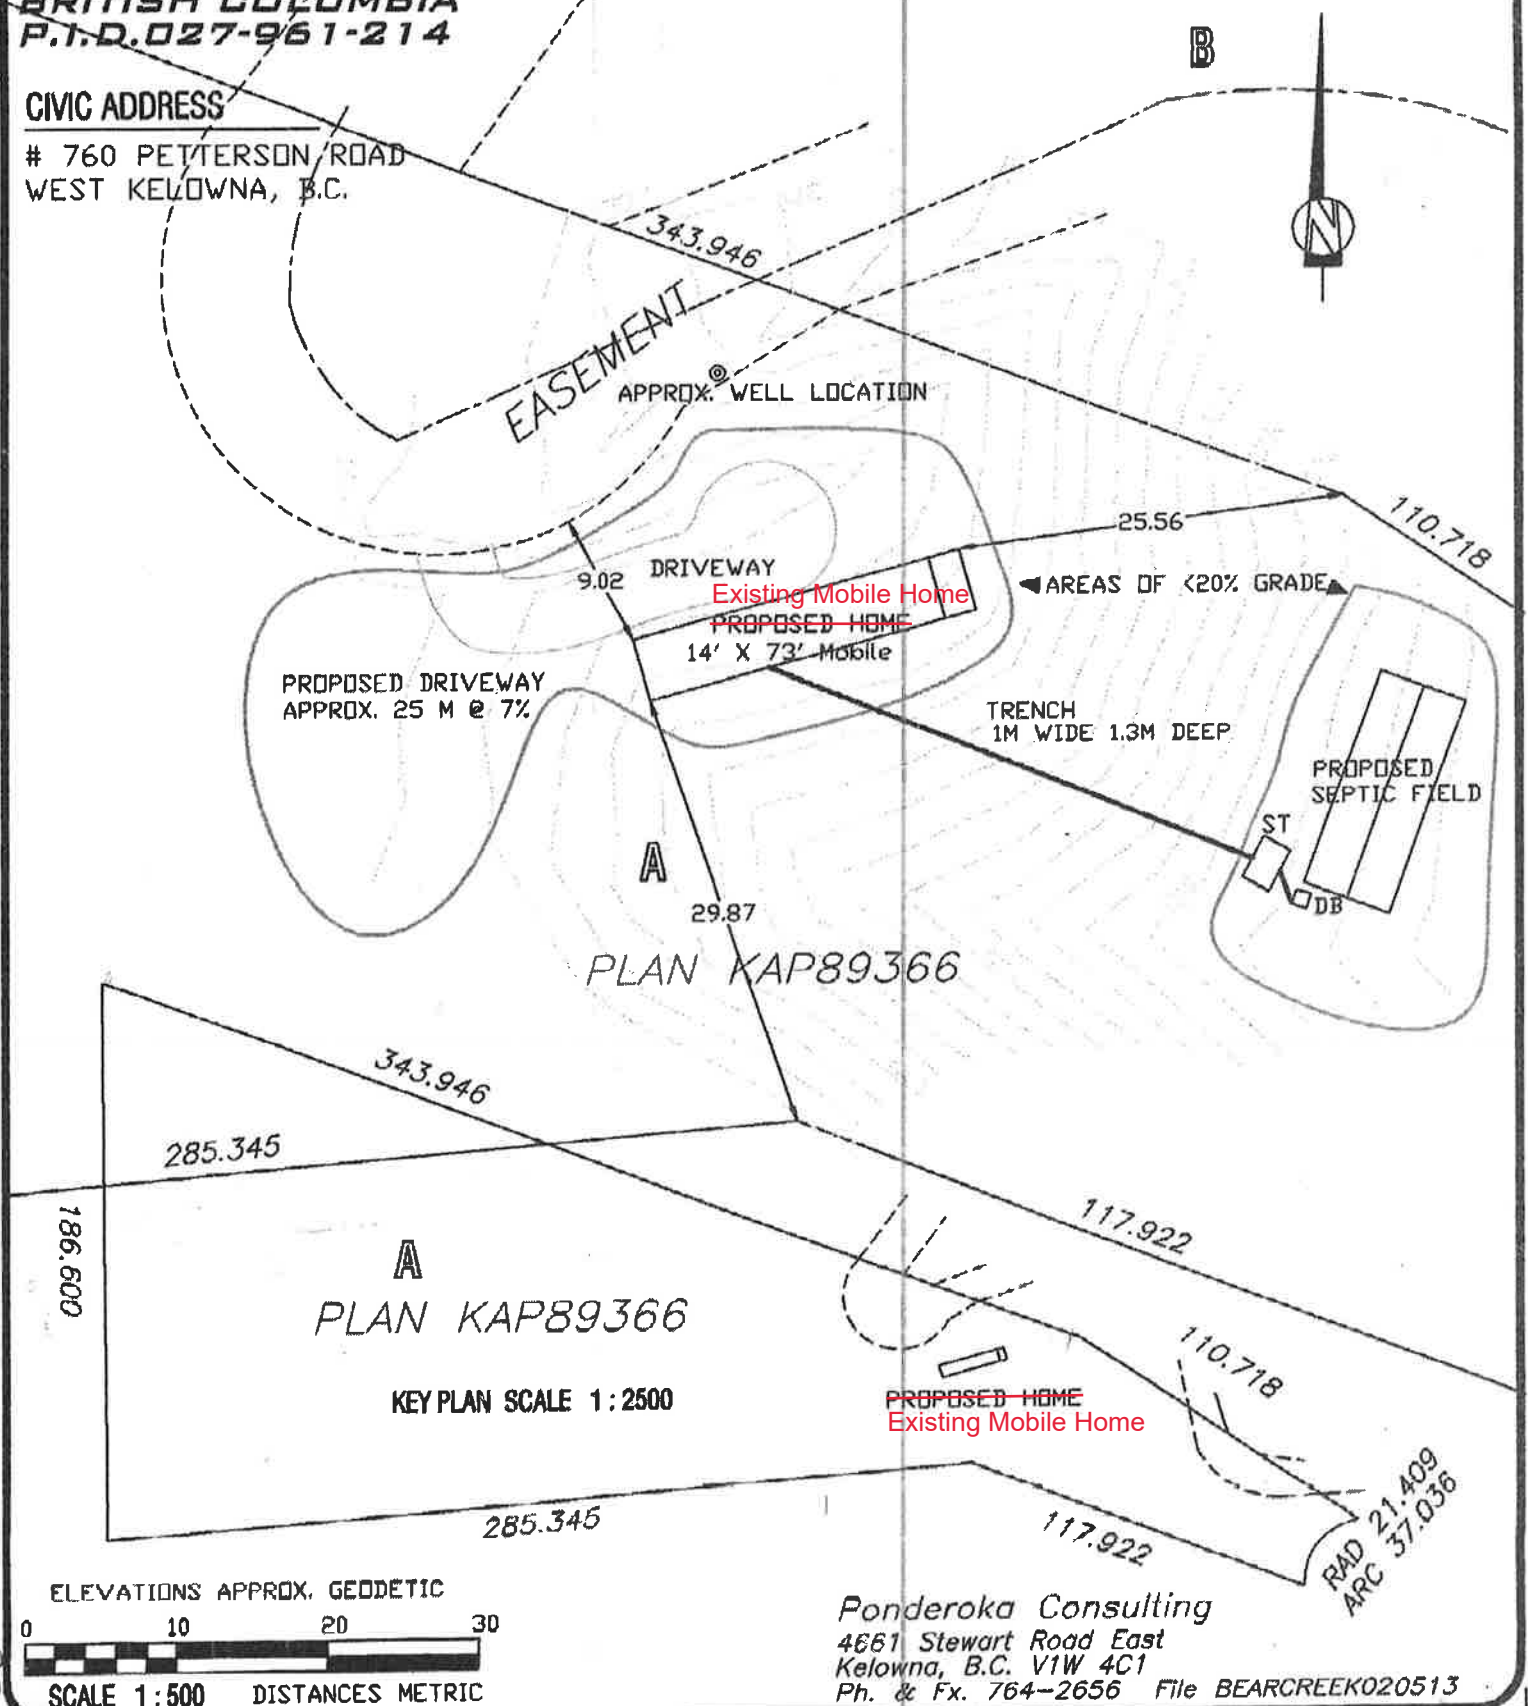 BRITISH COLUMBIA
P.I.D.027-961-214
CIVIC ADDRESS
# 760 PETTERSON ROAD
WEST KELOWNA, B.C.
B
N
343.946
EASEMENT
APPROX. WELL LOCATION
110.718
25.56
9.02
DRIVEWAY
Existing Mobile Home
PROPOSED HOME
14' X 73' Mobile
AREAS OF <20% GRADE
PROPOSED DRIVEWAY
APPROX. 25 M @ 7%
TRENCH
1M WIDE 1.3M DEEP
PROPOSED
SEPTIC FIELD
ST
DB
A
29.87
PLAN KAP89366
343.946
285.345
186.600
117.922
A
PLAN KAP89366
KEY PLAN SCALE 1:2500
110.718
PROPOSED HOME
Existing Mobile Home
285.345
117.922
RAD 21.409
ARC 37.036
ELEVATIONS APPROX. GEODETIC
0 10 20 30
SCALE 1:500 DISTANCES METRIC
Ponderoka Consulting
4661 Stewart Road East
Kelowna, B.C. V1W 4C1
Ph. & Fx. 764-2656 File BEARCREEK020513